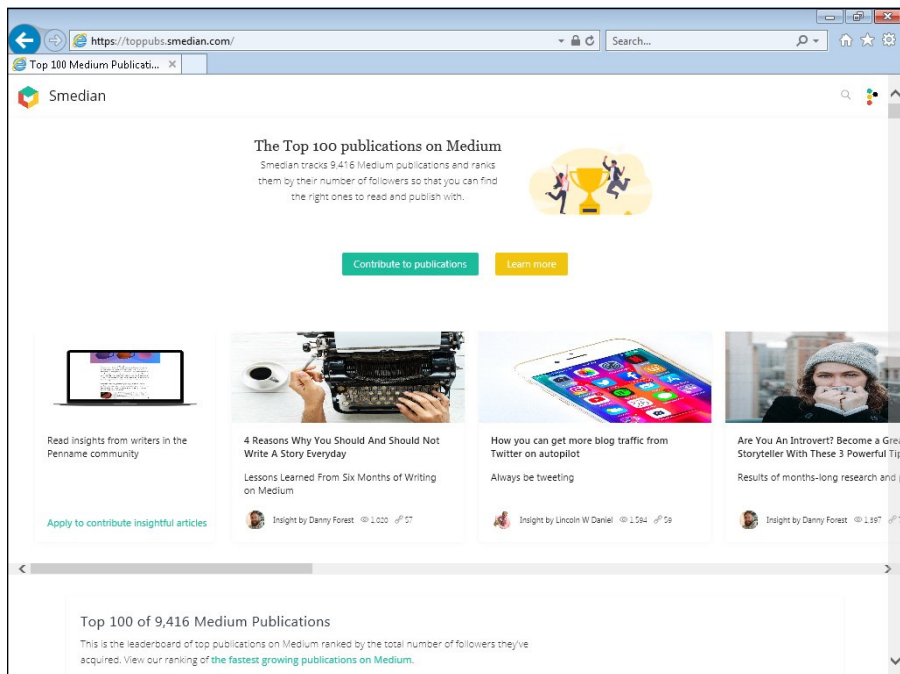 https://toppubs.smedian.com/
Search...
Top 100 Medium Publicati...
Smedian
The Top 100 publications on Medium
Smedian tracks 9,416 Medium publications and ranks
them by their number of followers so that you can find
the right ones to read and publish with.
Contribute to publications
Learn more
Read insights from writers in the
Penname community
Apply to contribute insightful articles
4 Reasons Why You Should And Should Not
Write A Story Everyday
Lessons Learned From Six Months of Writing
on Medium
Insight by Danny Forest 1,020 57
How you can get more blog traffic from
Twitter on autopilot
Always be tweeting
Insight by Lincoln W Daniel 1,594 59
Are You An Introvert? Become a Grea
Storyteller With These 3 Powerful Tip
Results of months-long research and
Insight by Danny Forest 1,397
Top 100 of 9,416 Medium Publications
This is the leaderboard of top publications on Medium ranked by the total number of followers they've
acquired. View our ranking of the fastest growing publications on Medium.